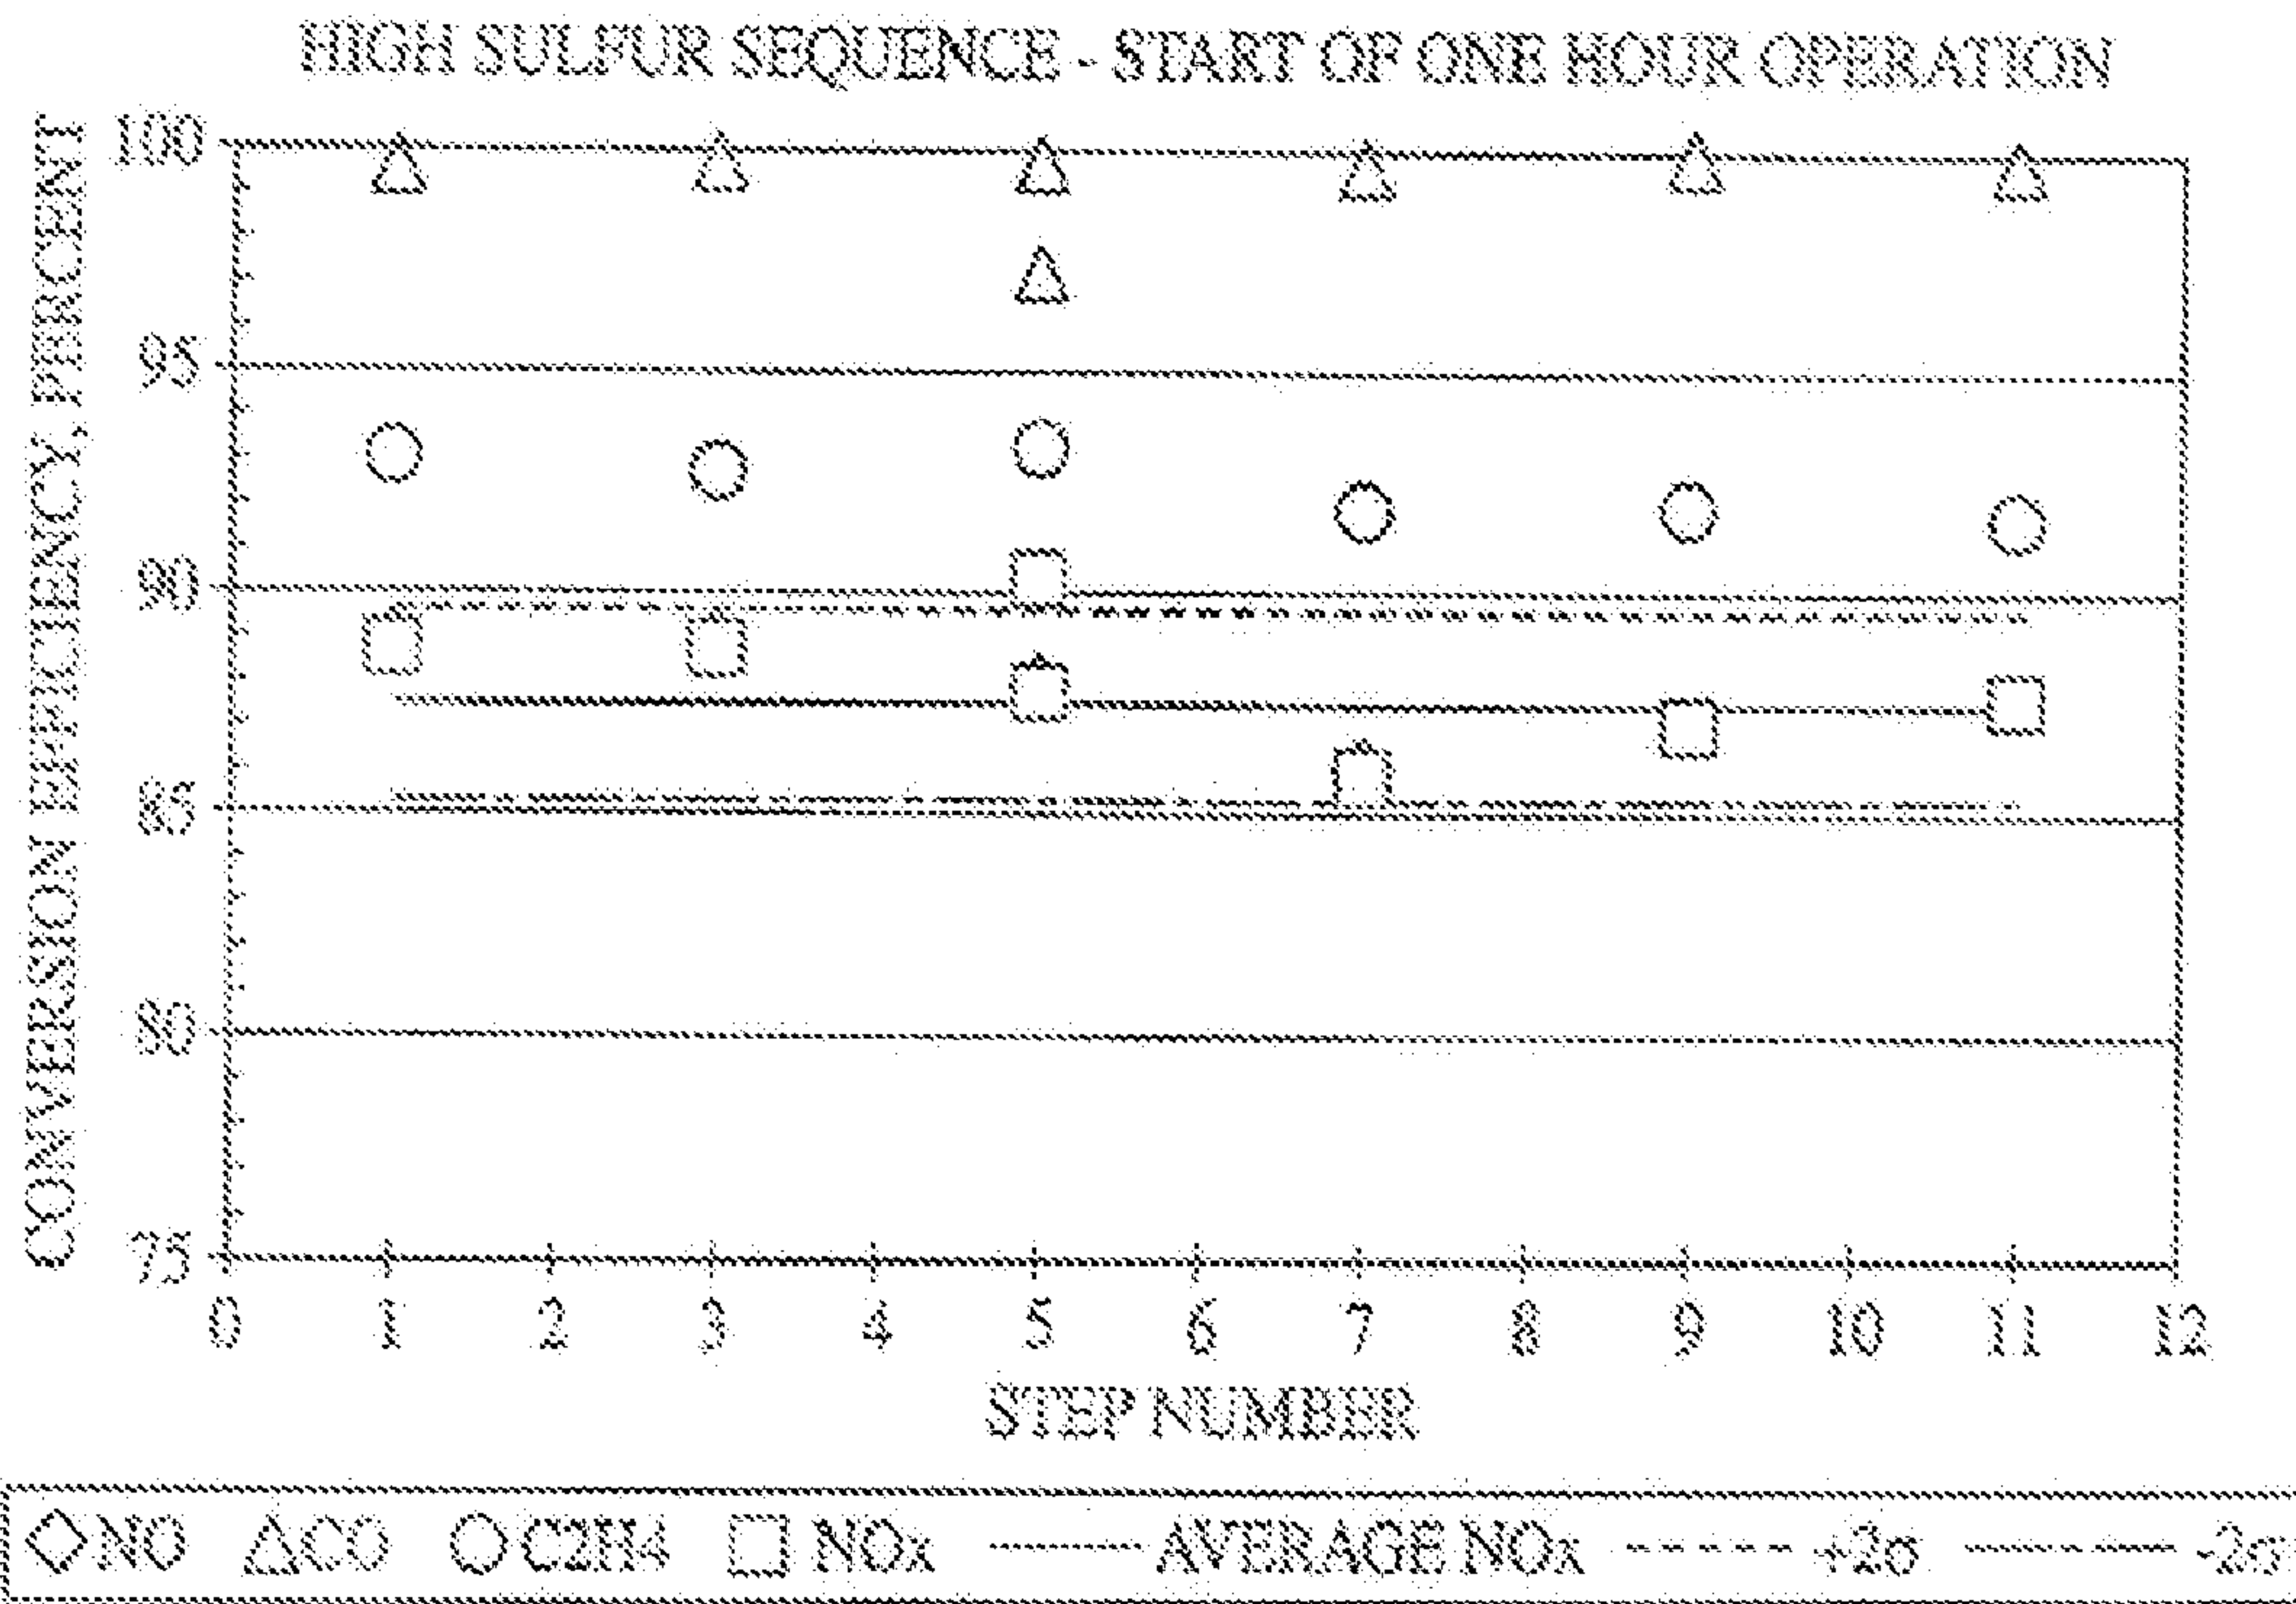 HIGH SULFUR SEQUENCE - START OF ONE HOUR OPERATION
CONVERSION EFFICIENCY, PERCENT
100
95
90
85
80
75
0 1 2 3 4 5 6 7 8 9 10 11 12
STEP NUMBER
NO CO C2H4 NOx AVERAGE NOx +2σ -2σ